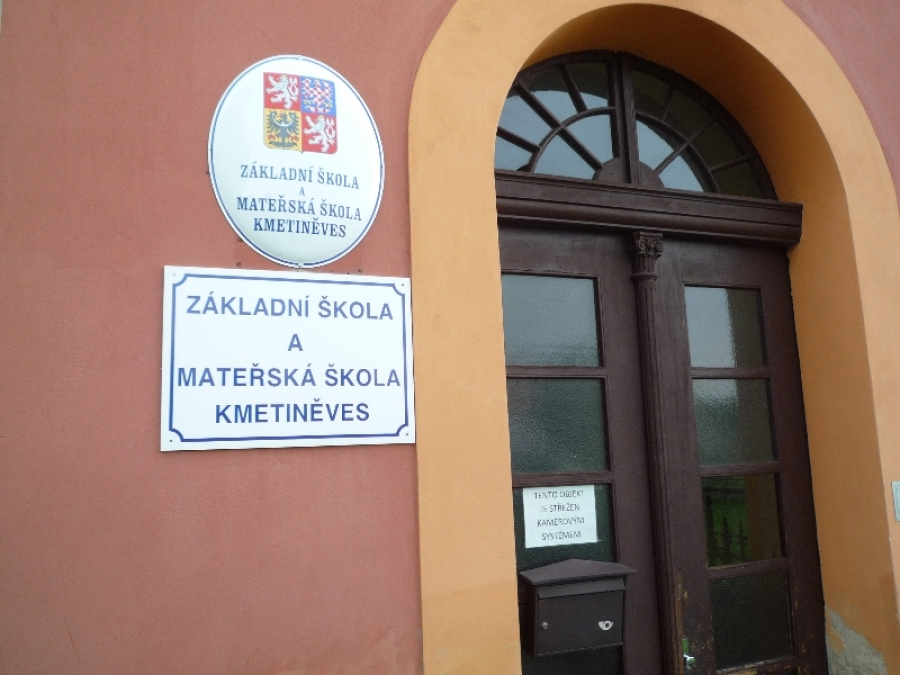 ZÁKLADNÍ ŠKOLA
A
MATEŘSKÁ ŠKOLA
KMETINĚVES
ZÁKLADNÍ ŠKOLA
A
MATEŘSKÁ ŠKOLA
KMETINĚVES
TENTO OBJEKT
JE STŘEŽEN
KAMEROVÝM
SYSTÉMEM